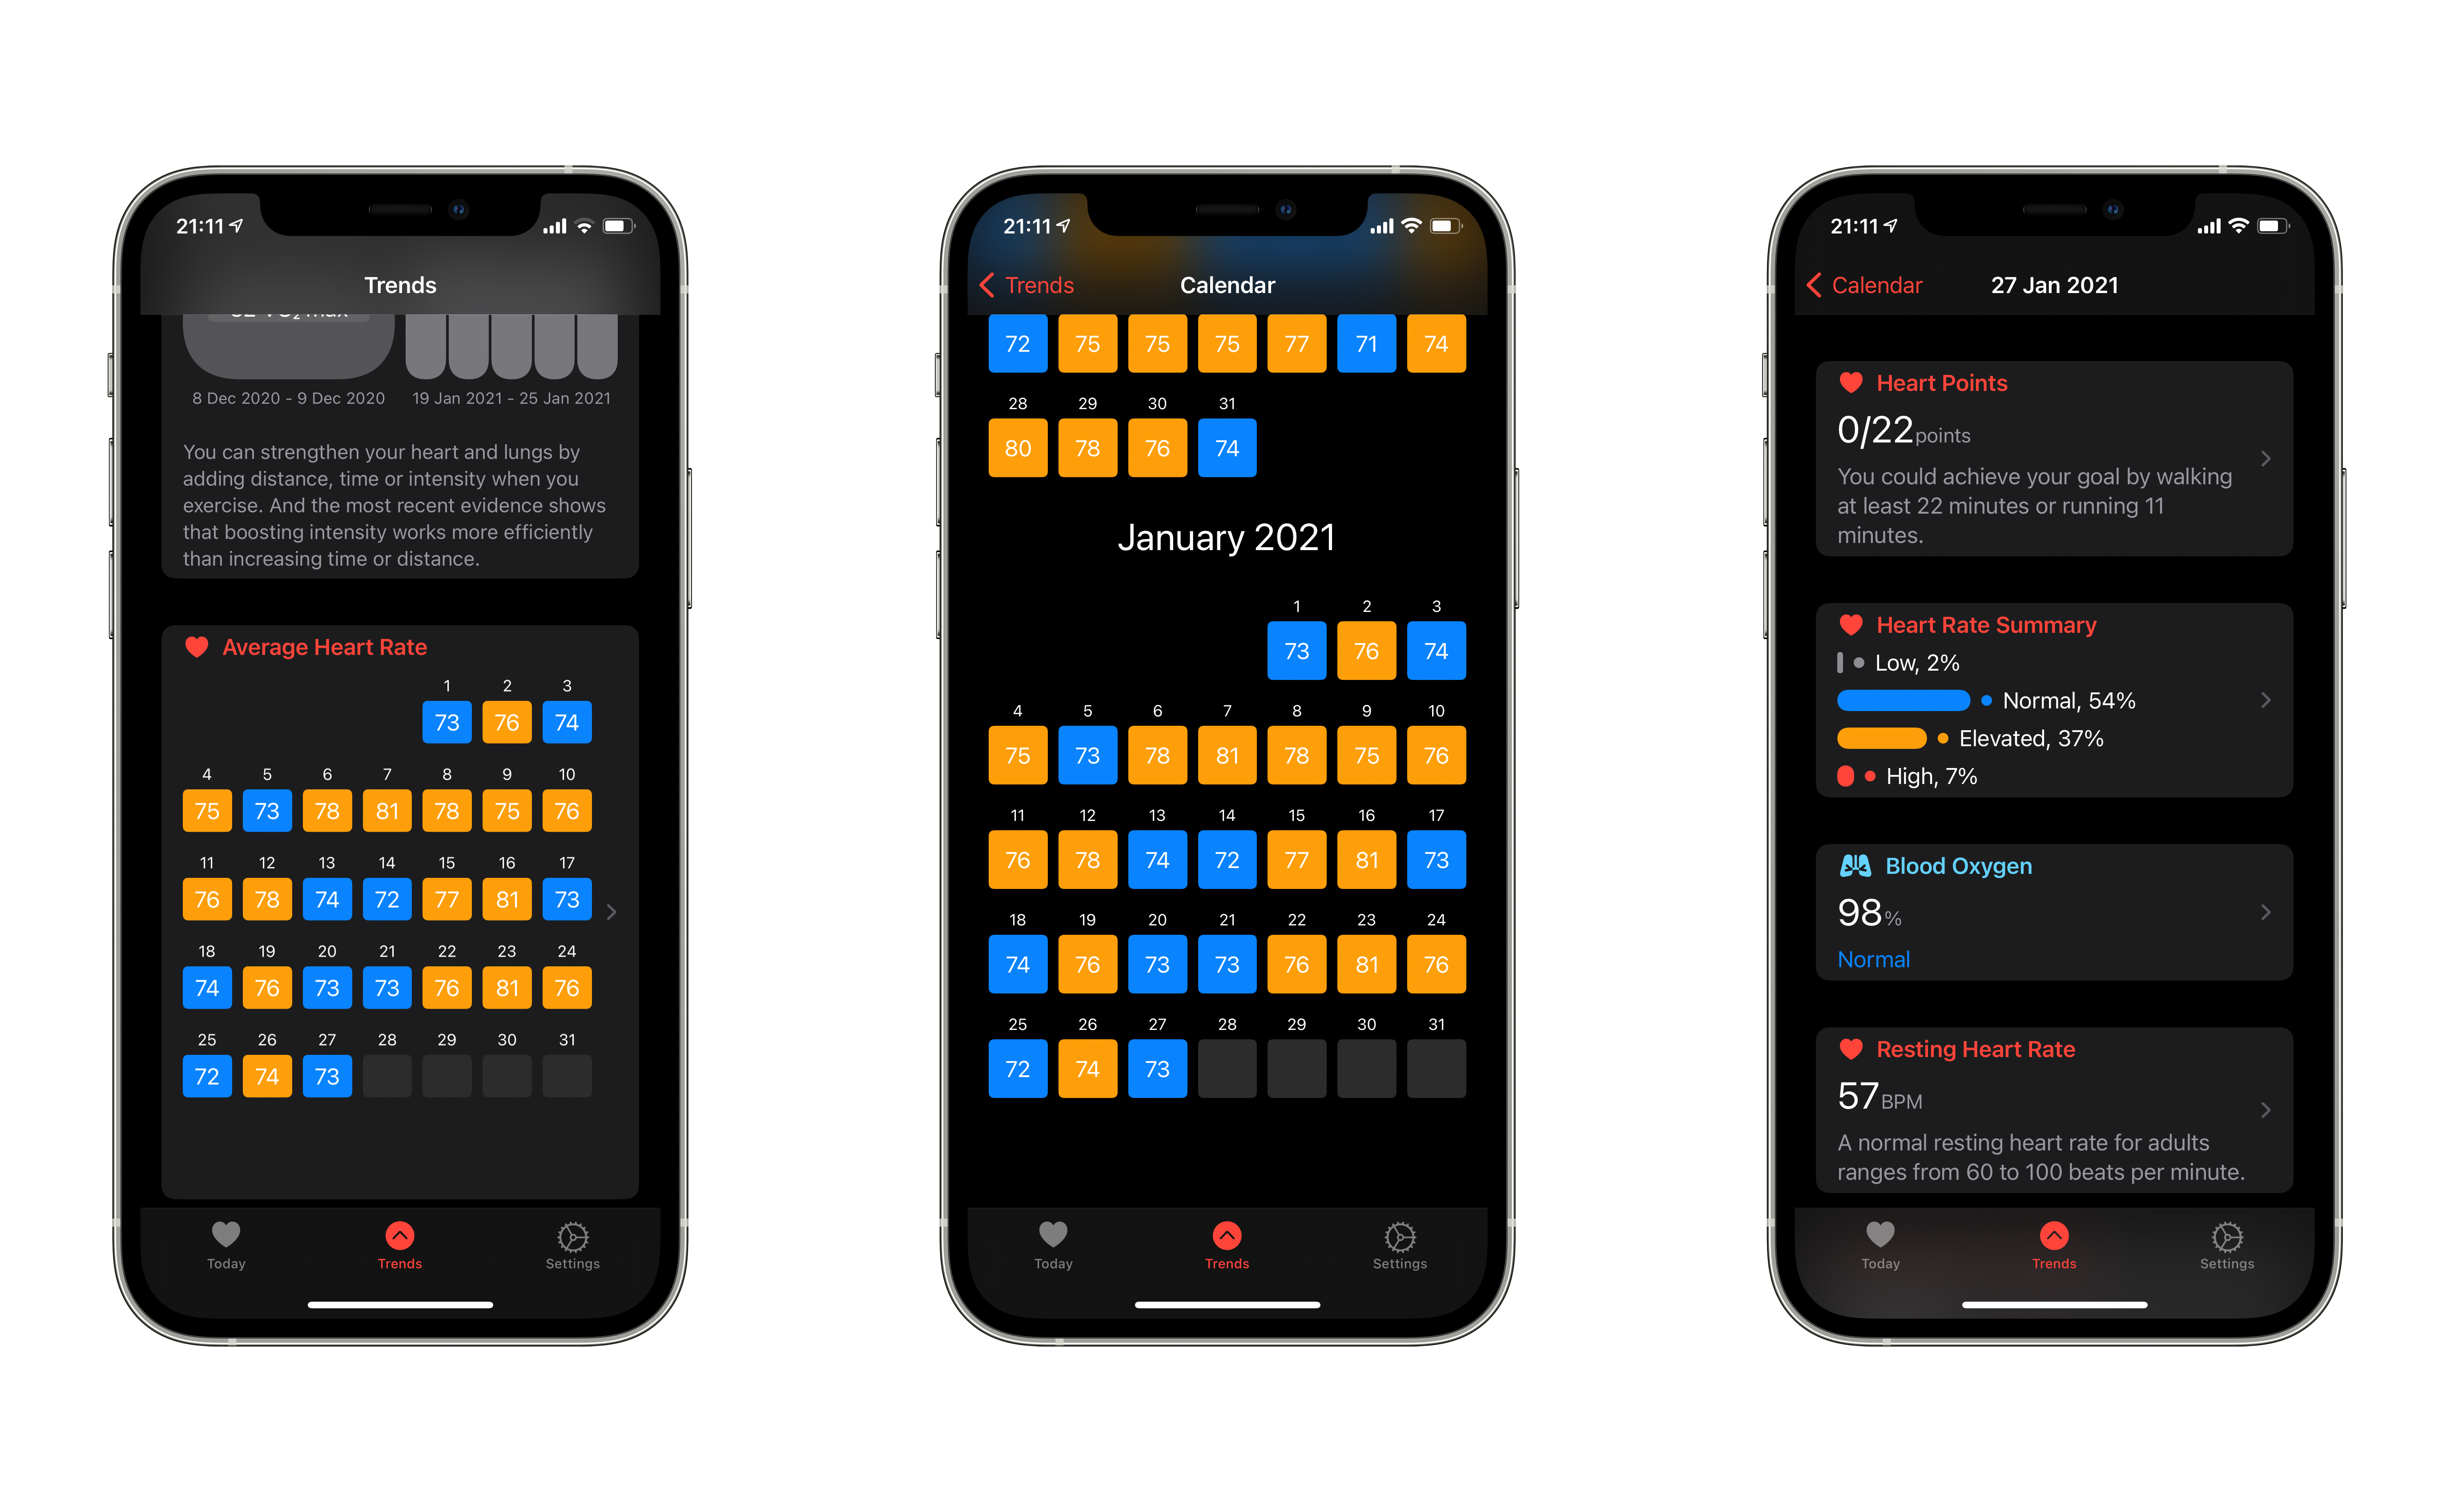 21:11
Trends
8 Dec 2020 - 9 Dec 2020
19 Jan 2021 - 25 Jan 2021
You can strengthen your heart and lungs by
adding distance, time or intensity when you
exercise. And the most recent evidence shows
that boosting intensity works more efficiently
than increasing time or distance.
Average Heart Rate
1 2 3
73 76 74
4 5 6 7 8 9 10
75 73 78 81 78 75 76
11 12 13 14 15 16 17
76 78 74 72 77 81 73
18 19 20 21 22 23 24
74 76 73 73 76 81 76
25 26 27 28 29 30 31
72 74 73
Today Trends Settings
21:11
Trends Calendar
72 75 75 75 77 71 74
28 29 30 31
80 78 76 74
January 2021
1 2 3
73 76 74
4 5 6 7 8 9 10
75 73 78 81 78 75 76
11 12 13 14 15 16 17
76 78 74 72 77 81 73
18 19 20 21 22 23 24
74 76 73 73 76 81 76
25 26 27 28 29 30 31
72 74 73
Today Trends Settings
21:11
Calendar 27 Jan 2021
Heart Points
0/22 points
You could achieve your goal by walking
at least 22 minutes or running 11
minutes.
Heart Rate Summary
Low, 2%
Normal, 54%
Elevated, 37%
High, 7%
Blood Oxygen
98 %
Normal
Resting Heart Rate
57 BPM
A normal resting heart rate for adults
ranges from 60 to 100 beats per minute.
Today Trends Settings